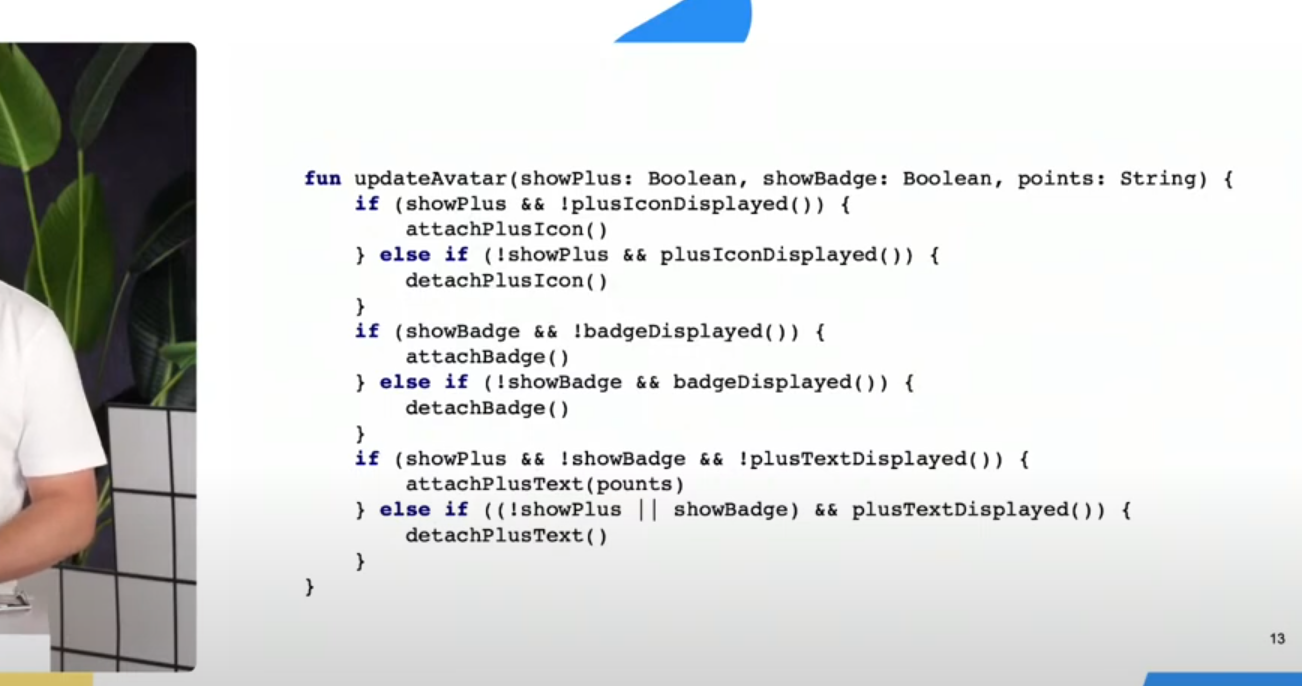 fun updateAvatar(showPlus: Boolean, showBadge: Boolean, points: String) {
    if (showPlus && !plusIconDisplayed()) {
        attachPlusIcon()
    } else if (!showPlus && plusIconDisplayed()) {
        detachPlusIcon()
    }
    if (showBadge && !badgeDisplayed()) {
        attachBadge()
    } else if (!showBadge && badgeDisplayed()) {
        detachBadge()
    }
    if (showPlus && !showBadge && !plusTextDisplayed()) {
        attachPlusText(pounts)
    } else if ((!showPlus || showBadge) && plusTextDisplayed()) {
        detachPlusText()
    }
}
13